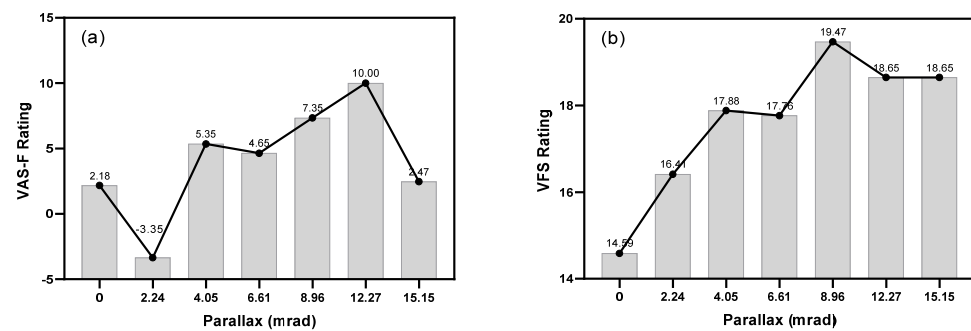 (a)
VAS-F Rating
15
10
5
0
-5
2.18
-3.35
5.35
4.65
7.35
10.00
2.47
0 2.24 4.05 6.61 8.96 12.27 15.15
Parallax (mrad)
(b)
VFS Rating
20
18
16
14
14.59
16.41
17.88
17.76
19.47
18.65
18.65
0 2.24 4.05 6.61 8.96 12.27 15.15
Parallax (mrad)